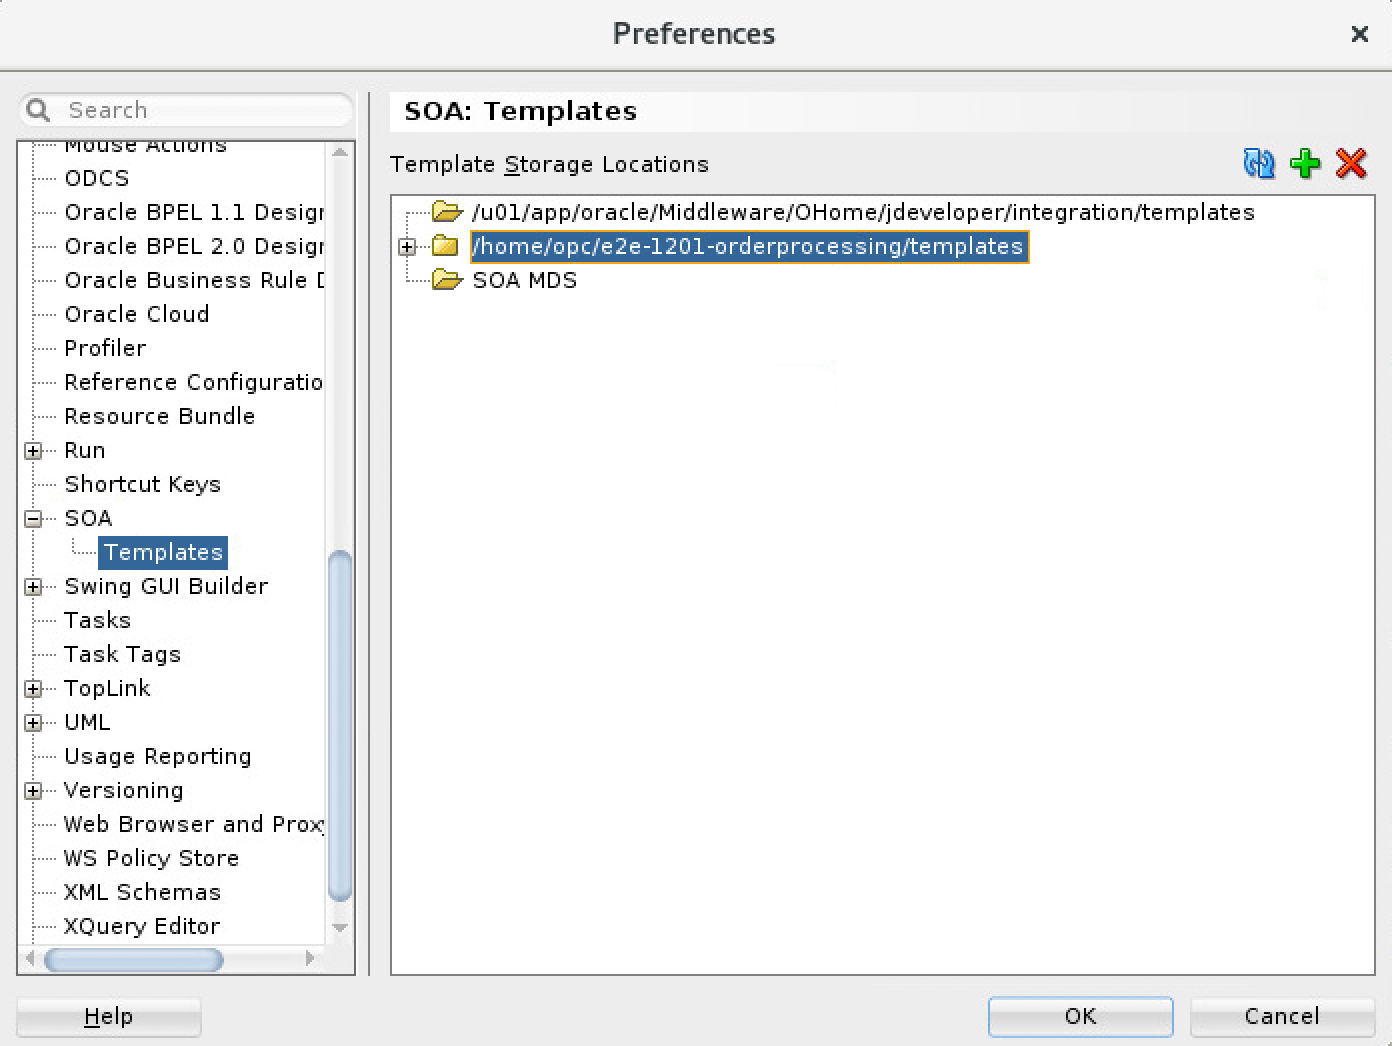 Preferences
Search
Mouse Actions
ODCS
Oracle BPEL 1.1 Design
Oracle BPEL 2.0 Design
Oracle Business Rule D
Oracle Cloud
Profiler
Reference Configuratio
Resource Bundle
Run
Shortcut Keys
SOA
Templates
Swing GUI Builder
Tasks
Task Tags
TopLink
UML
Usage Reporting
Versioning
Web Browser and Proxy
WS Policy Store
XML Schemas
XQuery Editor
SOA: Templates
Template Storage Locations
/u01/app/oracle/Middleware/OHome/jdeveloper/integration/templates
/home/opc/e2e-1201-orderprocessing/templates
SOA MDS
Help
OK
Cancel